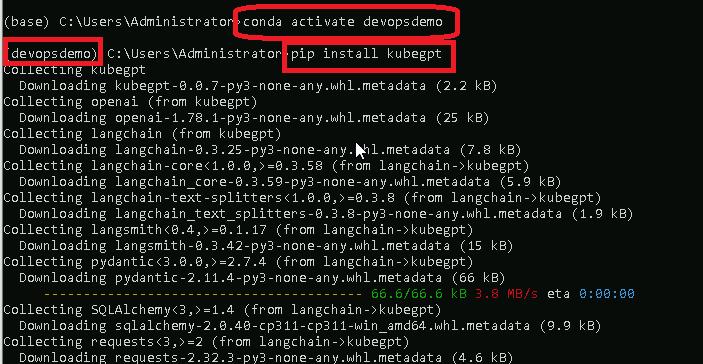 (base) C:\Users\Administrator>conda activate devopsdemo
(devopsdemo) C:\Users\Administrator>pip install kubegpt
Collecting kubegpt
Downloading kubegpt-0.0.7-py3-none-any.whl.metadata (2.2 kB)
Collecting openai (from kubegpt)
Downloading openai-1.78.1-py3-none-any.whl.metadata (25 kB)
Collecting langchain (from kubegpt)
Downloading langchain-0.3.25-py3-none-any.whl.metadata (7.8 kB)
Collecting langchain-core<1.0.0,>=0.3.58 (from langchain->kubegpt)
Downloading langchain_core-0.3.59-py3-none-any.whl.metadata (5.9 kB)
Collecting langchain-text-splitters<1.0.0,>=0.3.8 (from langchain->kubegpt)
Downloading langchain_text_splitters-0.3.8-py3-none-any.whl.metadata (1.9 kB)
Collecting langsmith<0.4,>=0.1.17 (from langchain->kubegpt)
Downloading langsmith-0.3.42-py3-none-any.whl.metadata (15 kB)
Collecting pydantic<3.0.0,>=2.7.4 (from langchain->kubegpt)
Downloading pydantic-2.11.4-py3-none-any.whl.metadata (66 kB)
---------------------------------------- 66.6/66.6 kB 3.8 MB/s eta 0:00:00
Collecting SQLAlchemy<3,>=1.4 (from langchain->kubegpt)
Downloading sqlalchemy-2.0.40-cp311-cp311-win_amd64.whl.metadata (9.9 kB)
Collecting requests<3,>=2 (from langchain->kubegpt)
Downloading requests-2.32.3-py3-none-any.whl.metadata (4.6 kB)